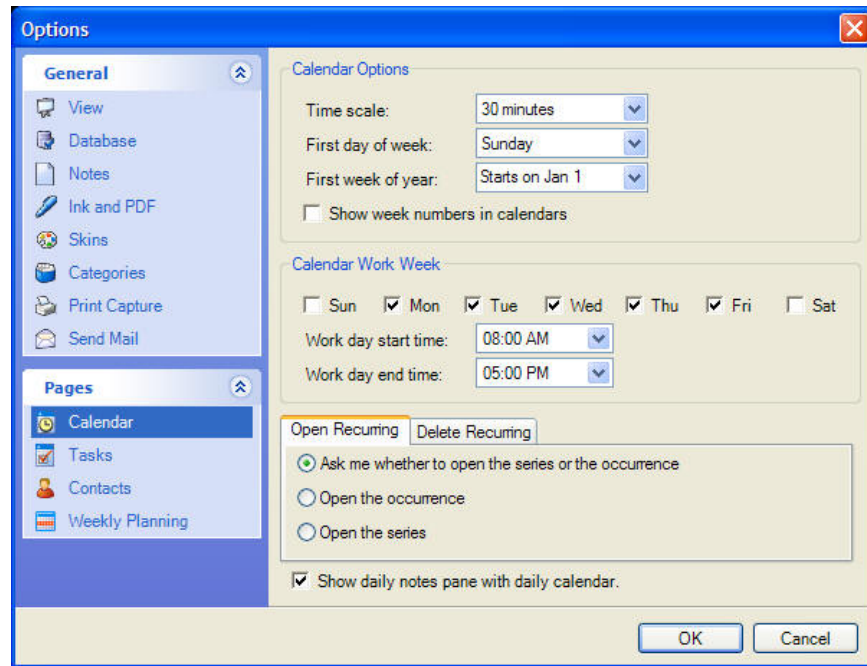 Options
General
View
Database
Notes
Ink and PDF
Skins
Categories
Print Capture
Send Mail
Pages
Calendar
Tasks
Contacts
Weekly Planning
Calendar Options
Time scale: 30 minutes
First day of week: Sunday
First week of year: Starts on Jan 1
Show week numbers in calendars
Calendar Work Week
Sun Mon Tue Wed Thu Fri Sat
Work day start time: 08:00 AM
Work day end time: 05:00 PM
Open Recurring Delete Recurring
Ask me whether to open the series or the occurrence
Open the occurrence
Open the series
Show daily notes pane with daily calendar.
OK Cancel